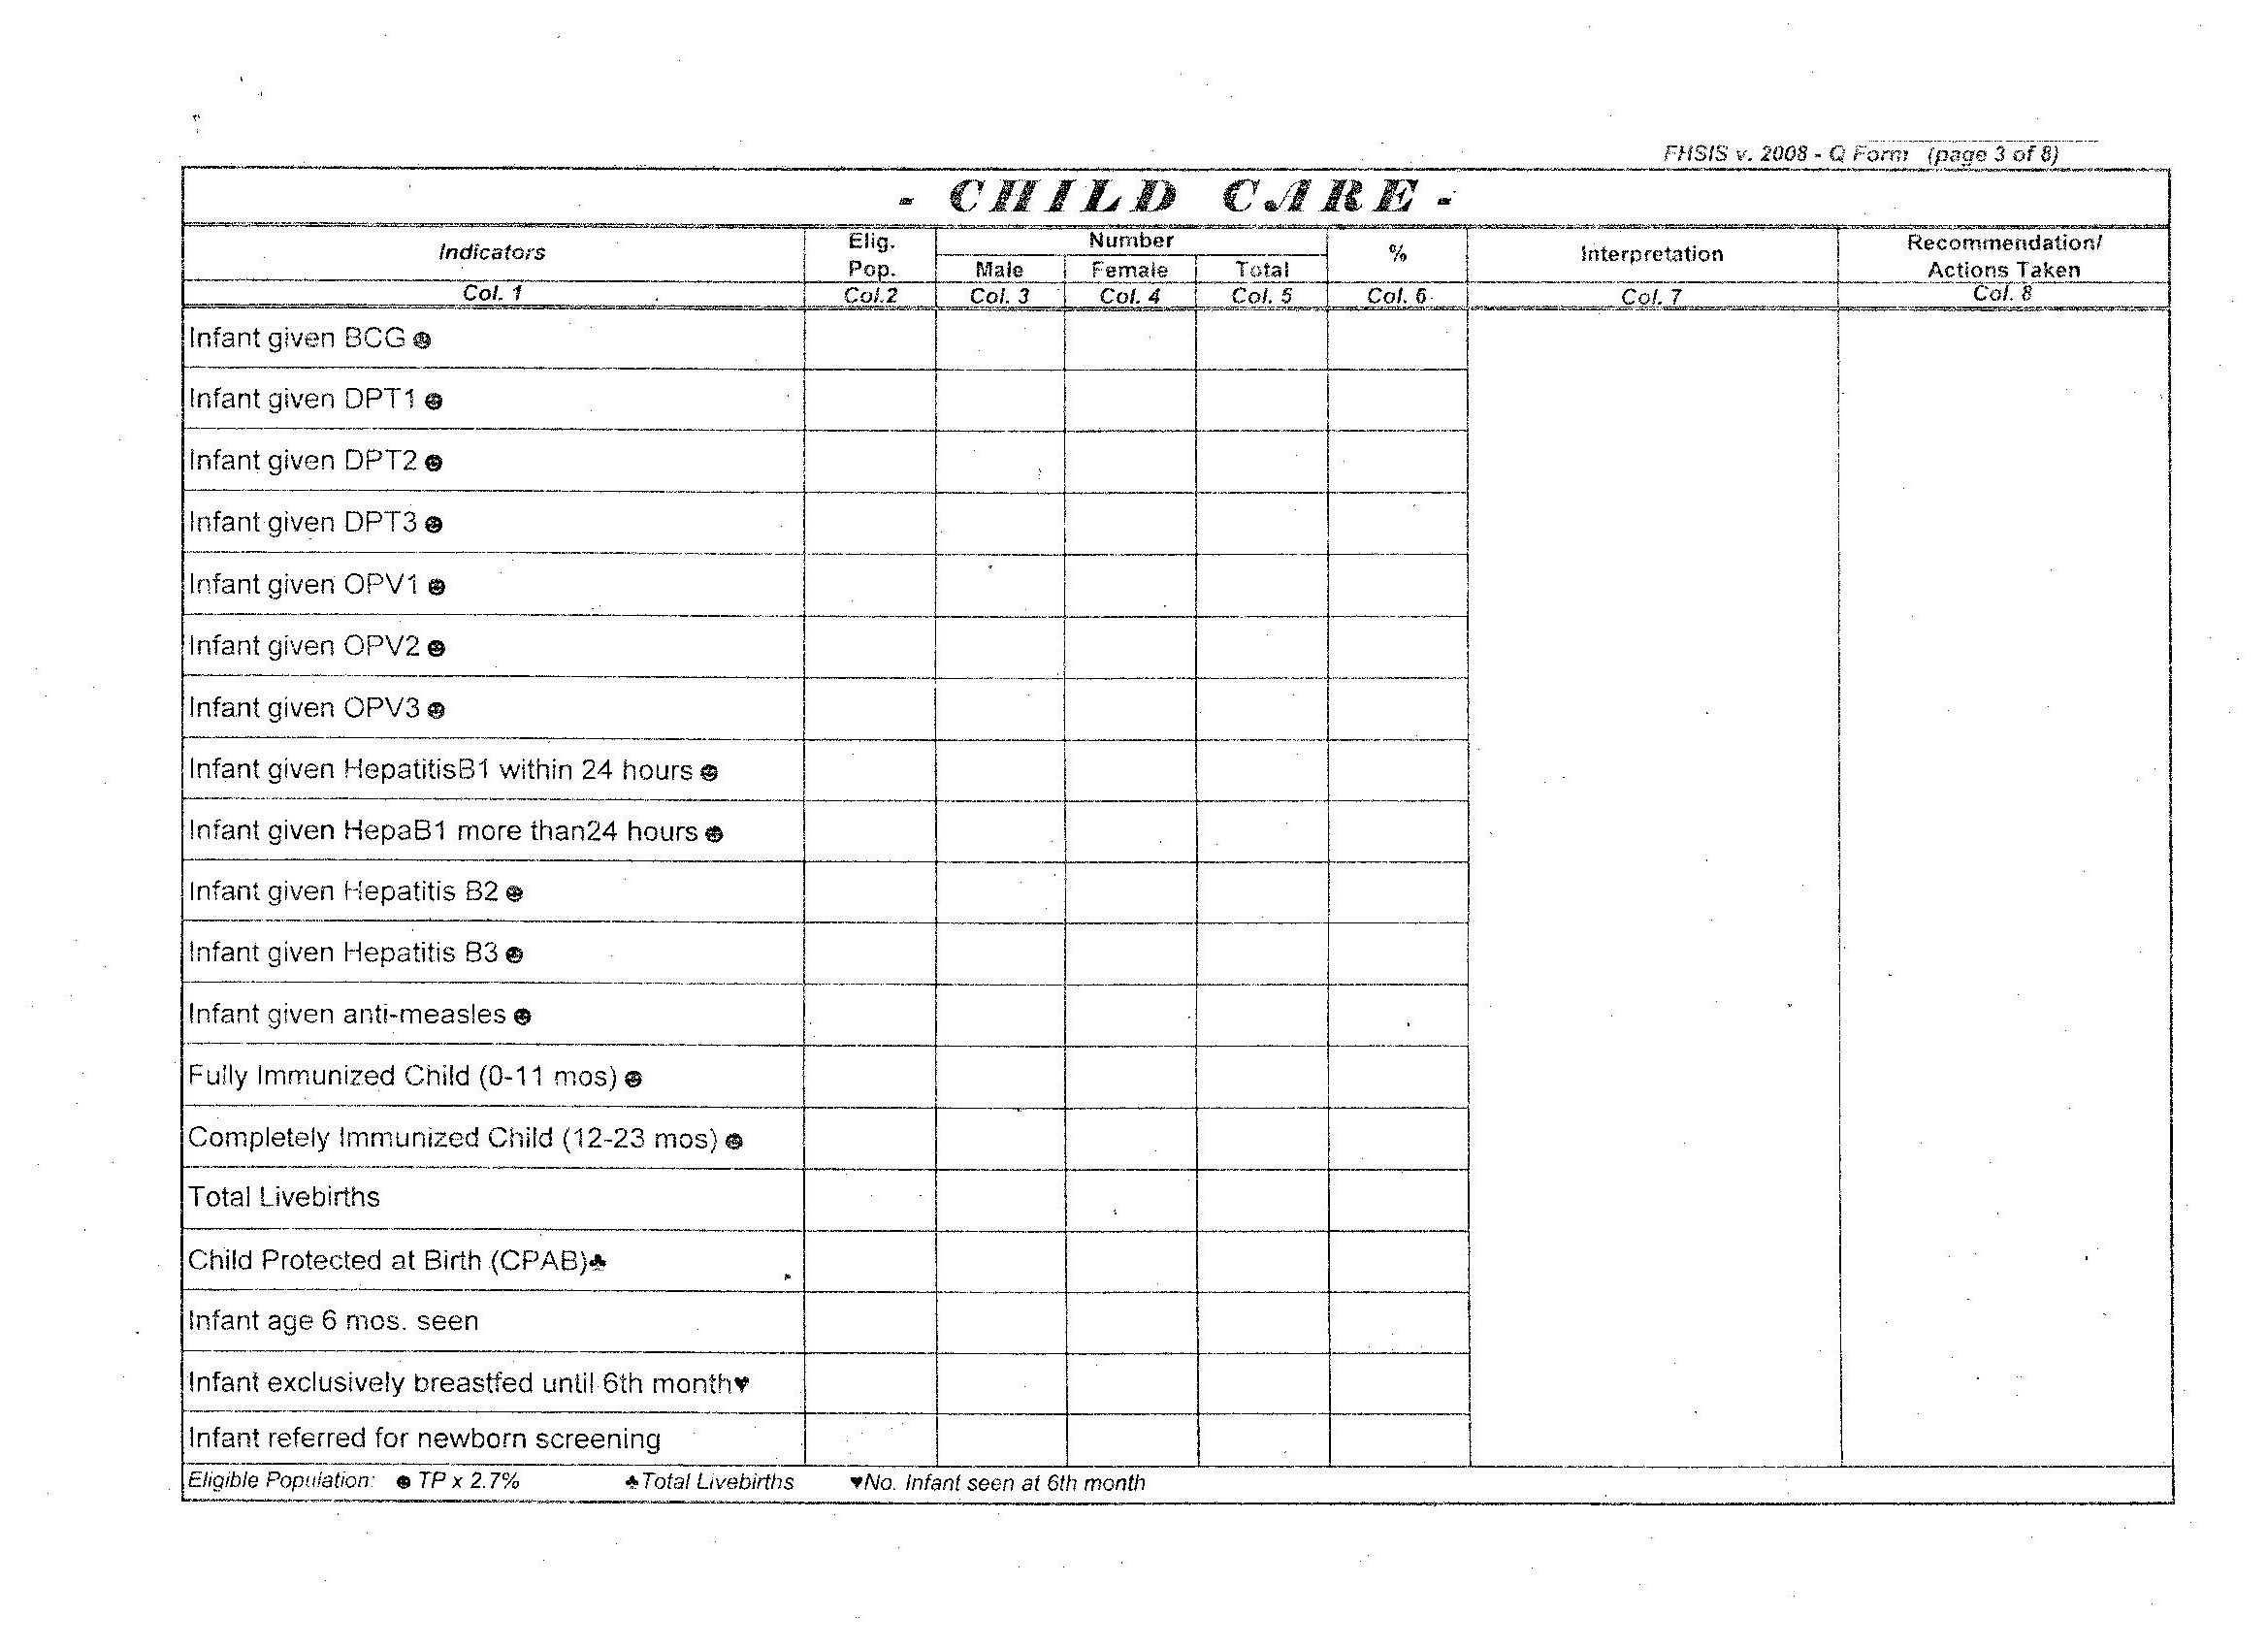 FHSIS v. 2008 - Q Form (page 3 of 8)
- CHILD CARE -
Indicators Elig. Pop. Number % Interpretation Recommendation/ Actions Taken
Male Female Total
Col. 1 Col.2 Col. 3 Col. 4 Col. 5 Col. 6 Col. 7 Col. 8
Infant given BCG ☻
Infant given DPT1 ☻
Infant given DPT2 ☻
Infant given DPT3 ☻
Infant given OPV1 ☻
Infant given OPV2 ☻
Infant given OPV3 ☻
Infant given HepatitisB1 within 24 hours ☻
Infant given HepaB1 more than24 hours ☻
Infant given Hepatitis B2 ☻
Infant given Hepatitis B3 ☻
Infant given anti-measles ☻
Fully Immunized Child (0-11 mos) ☻
Completely Immunized Child (12-23 mos) ☻
Total Livebirths
Child Protected at Birth (CPAB)♣
Infant age 6 mos. seen
Infant exclusively breastfed until 6th month♥
Infant referred for newborn screening
Eligible Population: ☻ TP x 2.7% ♣Total Livebirths ♥No. Infant seen at 6th month